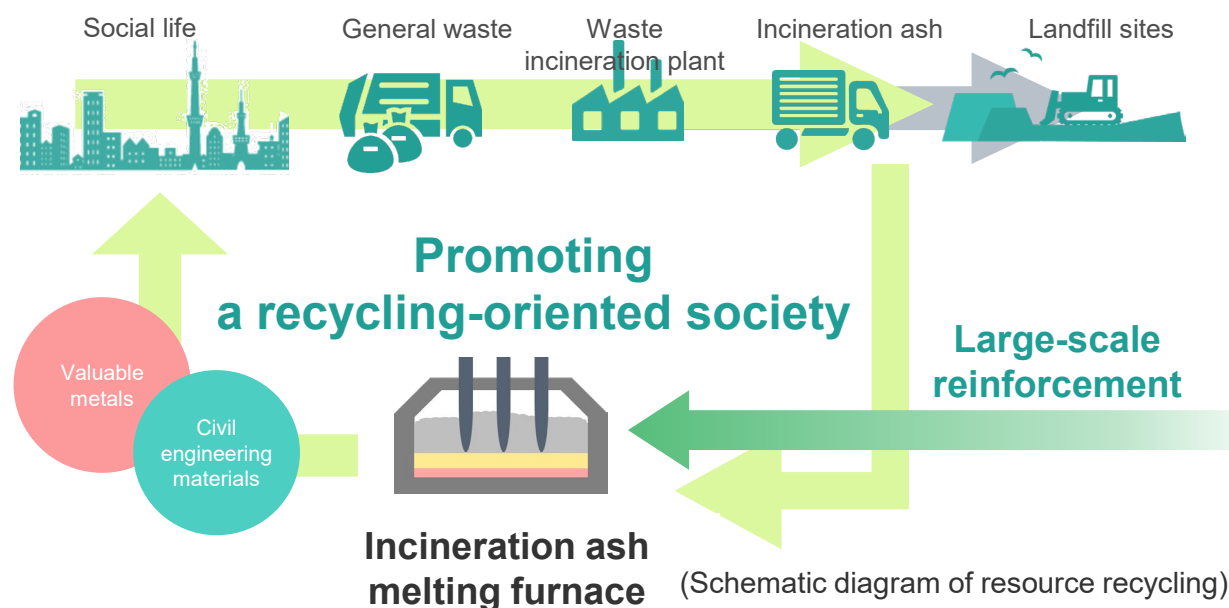 Social life
General waste
Waste
incineration plant
Incineration ash
Landfill sites
Promoting
a recycling-oriented society
Large-scale
reinforcement
Valuable
metals
Civil
engineering
materials
Incineration ash
melting furnace
(Schematic diagram of resource recycling)